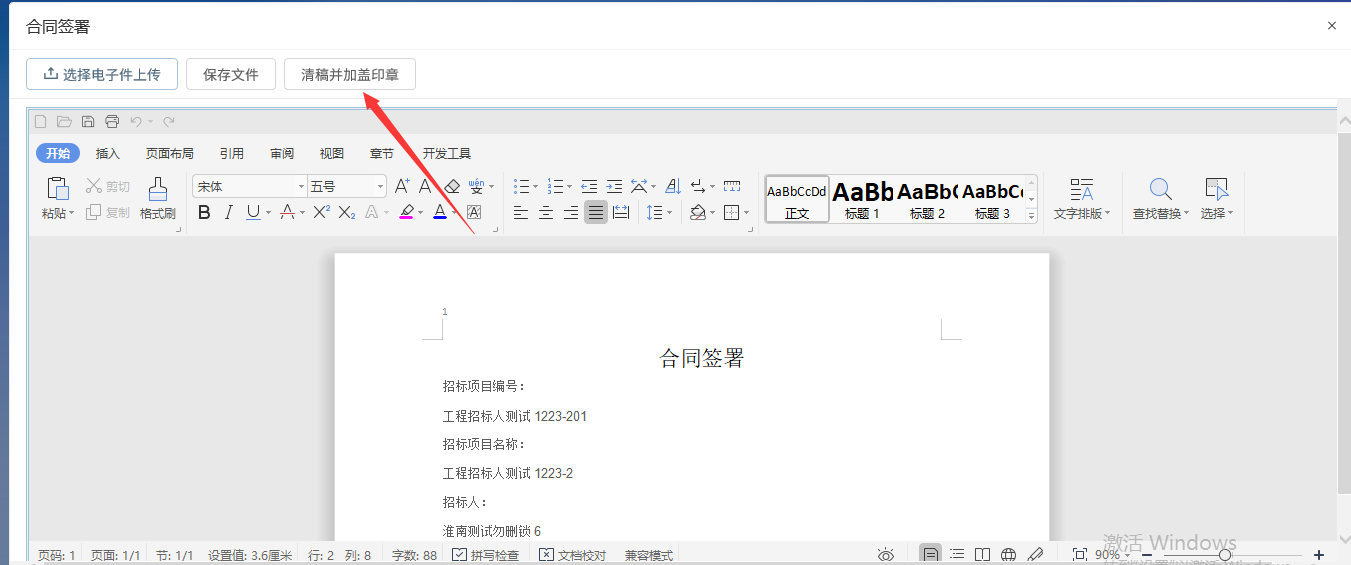 合同签署
×
选择电子件上传 保存文件 清稿并加盖印章
开始 插入 页面布局 引用 审阅 视图 章节 开发工具
剪切 宋体 五号 wén
粘贴 复制 格式刷
B I U A X² X₂ A A A
AaBbCcDd AaBb AaBb( AaBbC
正文 标题 1 标题 2 标题 3 文字排版 查找替换 选择
1
合同签署
招标项目编号：
工程招标人测试 1223-201
招标项目名称：
工程招标人测试 1223-2
招标人：
淮南测试勿删锁 6
页码: 1 页面: 1/1 节: 1/1 设置值: 3.6厘米 行: 2 列: 8 字数: 88 拼写检查 文档校对 兼容模式 90%
激活 Windows